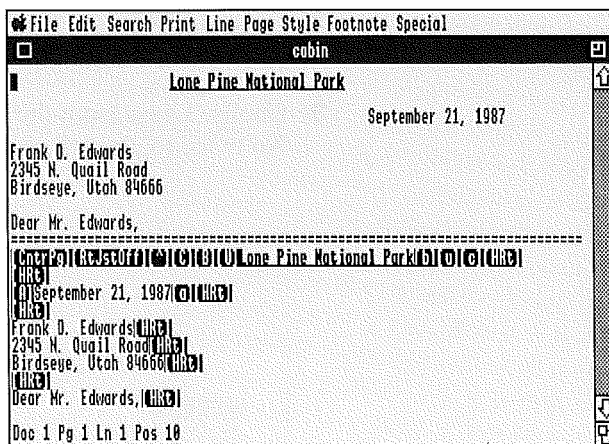 File Edit Search Print Line Page Style Footnote Special
cabin
Lone Pine National Park
September 21, 1987
Frank D. Edwards
2345 N. Quail Road
Birdseye, Utah 84666
Dear Mr. Edwards,
================================================================
[CntrPg][RtJstOff][^][C][B][U]Lone Pine National Park[b][u][c][HRt]
[HRt]
[A]September 21, 1987[a][HRt]
[HRt]
Frank D. Edwards[HRt]
2345 N. Quail Road[HRt]
Birdseye, Utah 84666[HRt]
[HRt]
Dear Mr. Edwards,[HRt]
Doc 1 Pg 1 Ln 1 Pos 10